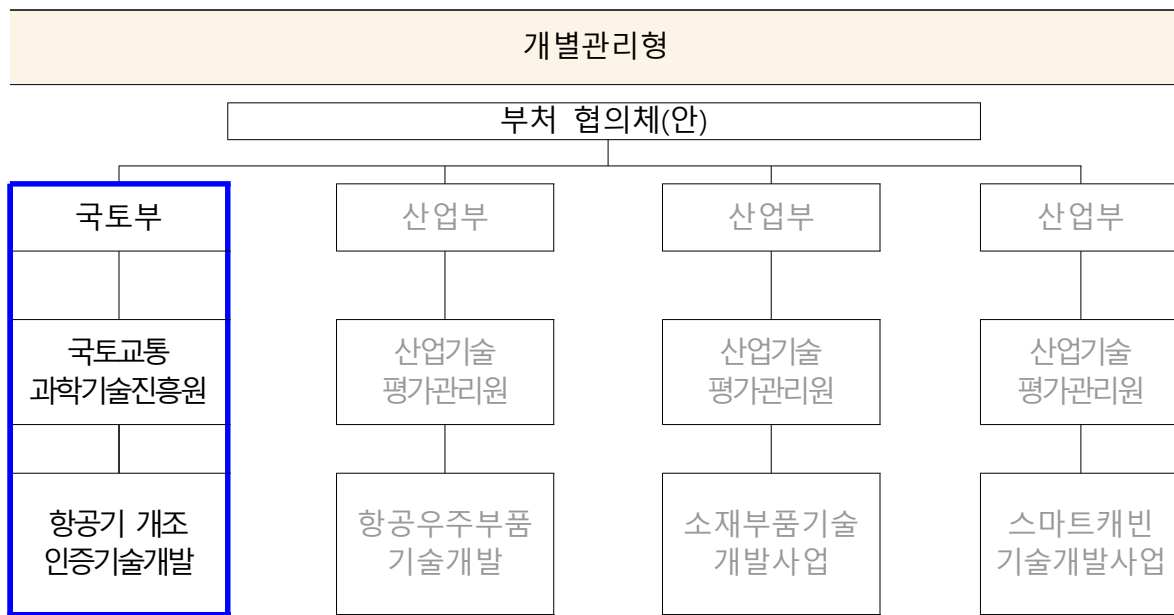 개별관리형
부처 협의체(안)
국토부
산업부
산업부
산업부
국토교통
과학기술진흥원
산업기술
평가관리원
산업기술
평가관리원
산업기술
평가관리원
항공기 개조
인증기술개발
항공우주부품
기술개발
소재부품기술
개발사업
스마트캐빈
기술개발사업